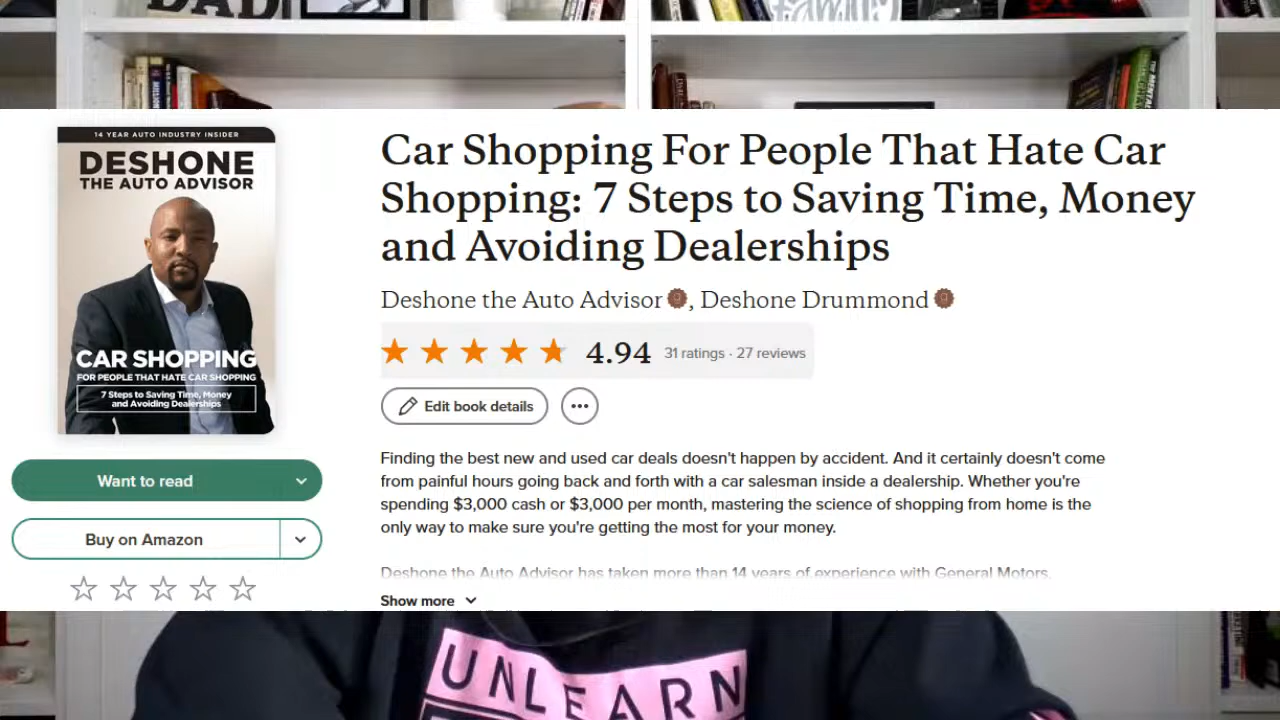 DAD
family
14 YEAR AUTO INDUSTRY INSIDER
DESHONE
THE AUTO ADVISOR
CAR SHOPPING
FOR PEOPLE THAT HATE CAR SHOPPING
7 Steps to Saving Time, Money
and Avoiding Dealerships
Want to read
Buy on Amazon
Car Shopping For People That Hate Car
Shopping: 7 Steps to Saving Time, Money
and Avoiding Dealerships
Deshone the Auto Advisor, Deshone Drummond
4.94 31 ratings · 27 reviews
Edit book details
Finding the best new and used car deals doesn't happen by accident. And it certainly doesn't come
from painful hours going back and forth with a car salesman inside a dealership. Whether you're
spending $3,000 cash or $3,000 per month, mastering the science of shopping from home is the
only way to make sure you're getting the most for your money.
Deshone the Auto Advisor has taken more than 14 years of experience with General Motors,
Show more
UNLEARN